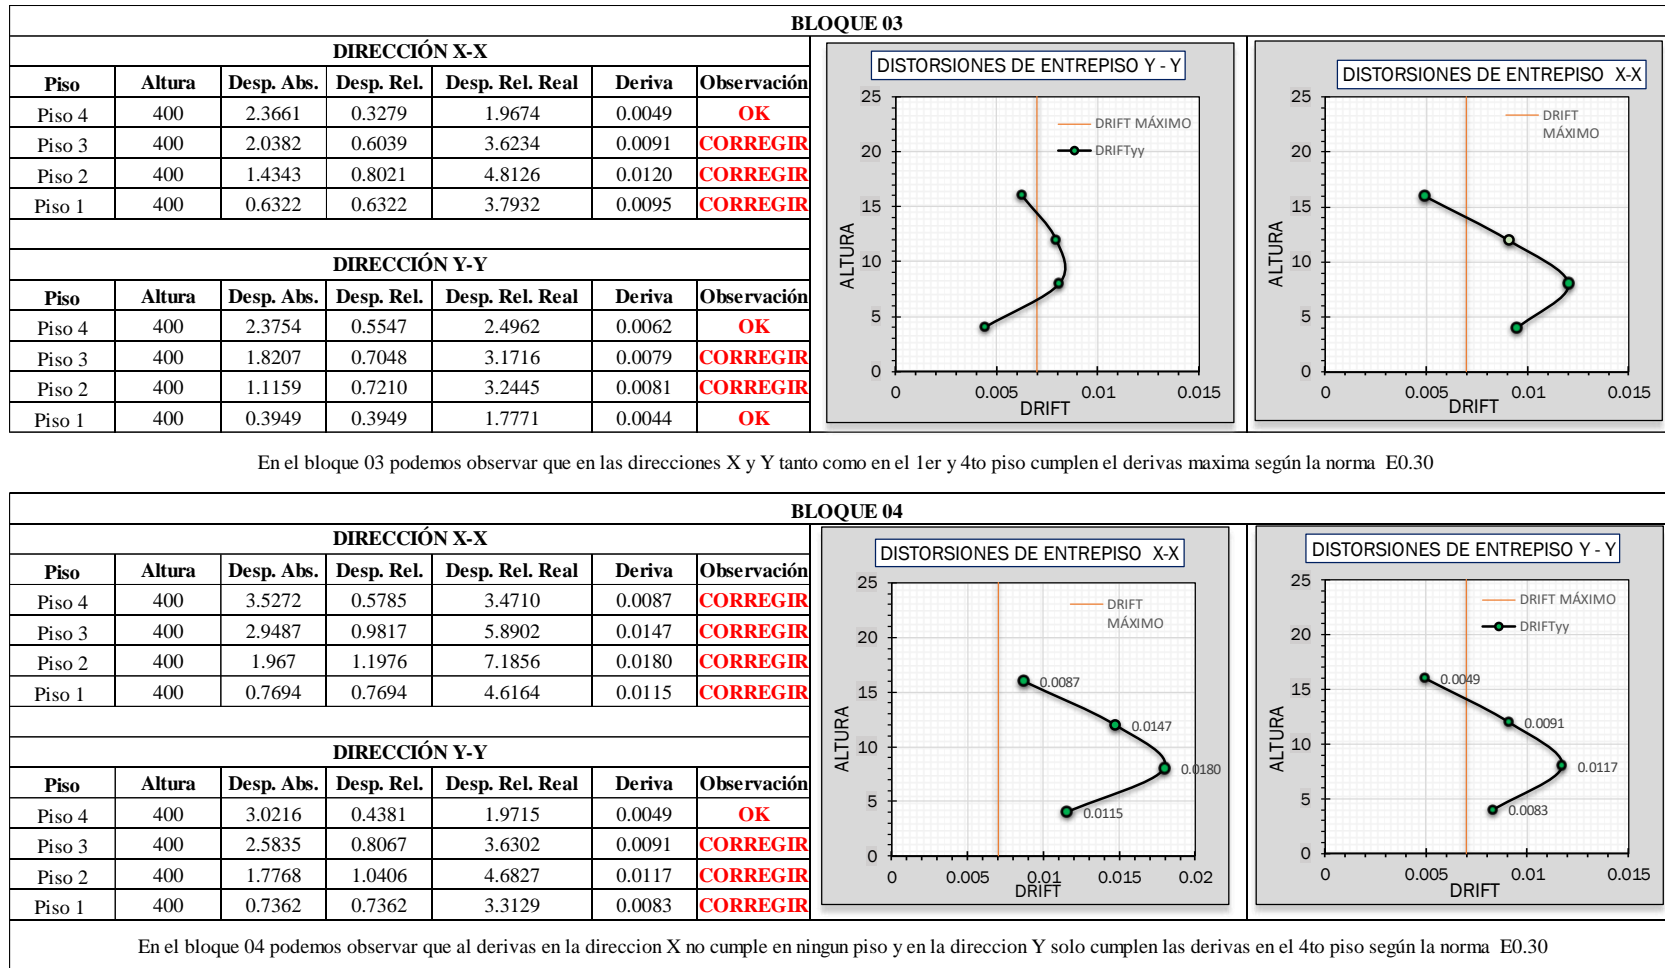 BLOQUE 03
DIRECCIÓN X-X
Piso Altura Desp. Abs. Desp. Rel. Desp. Rel. Real Deriva Observación
Piso 4 400 2.3661 0.3279 1.9674 0.0049 OK
Piso 3 400 2.0382 0.6039 3.6234 0.0091 CORREGIR
Piso 2 400 1.4343 0.8021 4.8126 0.0120 CORREGIR
Piso 1 400 0.6322 0.6322 3.7932 0.0095 CORREGIR
DIRECCIÓN Y-Y
Piso Altura Desp. Abs. Desp. Rel. Desp. Rel. Real Deriva Observación
Piso 4 400 2.3754 0.5547 2.4962 0.0062 OK
Piso 3 400 1.8207 0.7048 3.1716 0.0079 CORREGIR
Piso 2 400 1.1159 0.7210 3.2445 0.0081 CORREGIR
Piso 1 400 0.3949 0.3949 1.7771 0.0044 OK
DISTORSIONES DE ENTREPISO Y - Y
25
20
15
10
5
0
ALTURA
DRIFT MÁXIMO
DRIFTyy
0 0.005 0.01 0.015
DRIFT
DISTORSIONES DE ENTREPISO X-X
25
20
15
10
5
0
ALTURA
DRIFT
MÁXIMO
0 0.005 0.01 0.015
DRIFT
En el bloque 03 podemos observar que en las direcciones X y Y tanto como en el 1er y 4to piso cumplen el derivas maxima según la norma E0.30
BLOQUE 04
DIRECCIÓN X-X
Piso Altura Desp. Abs. Desp. Rel. Desp. Rel. Real Deriva Observación
Piso 4 400 3.5272 0.5785 3.4710 0.0087 CORREGIR
Piso 3 400 2.9487 0.9817 5.8902 0.0147 CORREGIR
Piso 2 400 1.967 1.1976 7.1856 0.0180 CORREGIR
Piso 1 400 0.7694 0.7694 4.6164 0.0115 CORREGIR
DIRECCIÓN Y-Y
Piso Altura Desp. Abs. Desp. Rel. Desp. Rel. Real Deriva Observación
Piso 4 400 3.0216 0.4381 1.9715 0.0049 OK
Piso 3 400 2.5835 0.8067 3.6302 0.0091 CORREGIR
Piso 2 400 1.7768 1.0406 4.6827 0.0117 CORREGIR
Piso 1 400 0.7362 0.7362 3.3129 0.0083 CORREGIR
DISTORSIONES DE ENTREPISO X-X
25
20
15
10
5
0
ALTURA
DRIFT
MÁXIMO
0.0087
0.0147
0.0180
0.0115
0 0.005 0.01 0.015 0.02
DRIFT
DISTORSIONES DE ENTREPISO Y - Y
25
20
15
10
5
0
ALTURA
DRIFT MÁXIMO
DRIFTyy
0.0049
0.0091
0.0117
0.0083
0 0.005 0.01 0.015
DRIFT
En el bloque 04 podemos observar que al derivas en la direccion X no cumple en ningun piso y en la direccion Y solo cumplen las derivas en el 4to piso según la norma E0.30